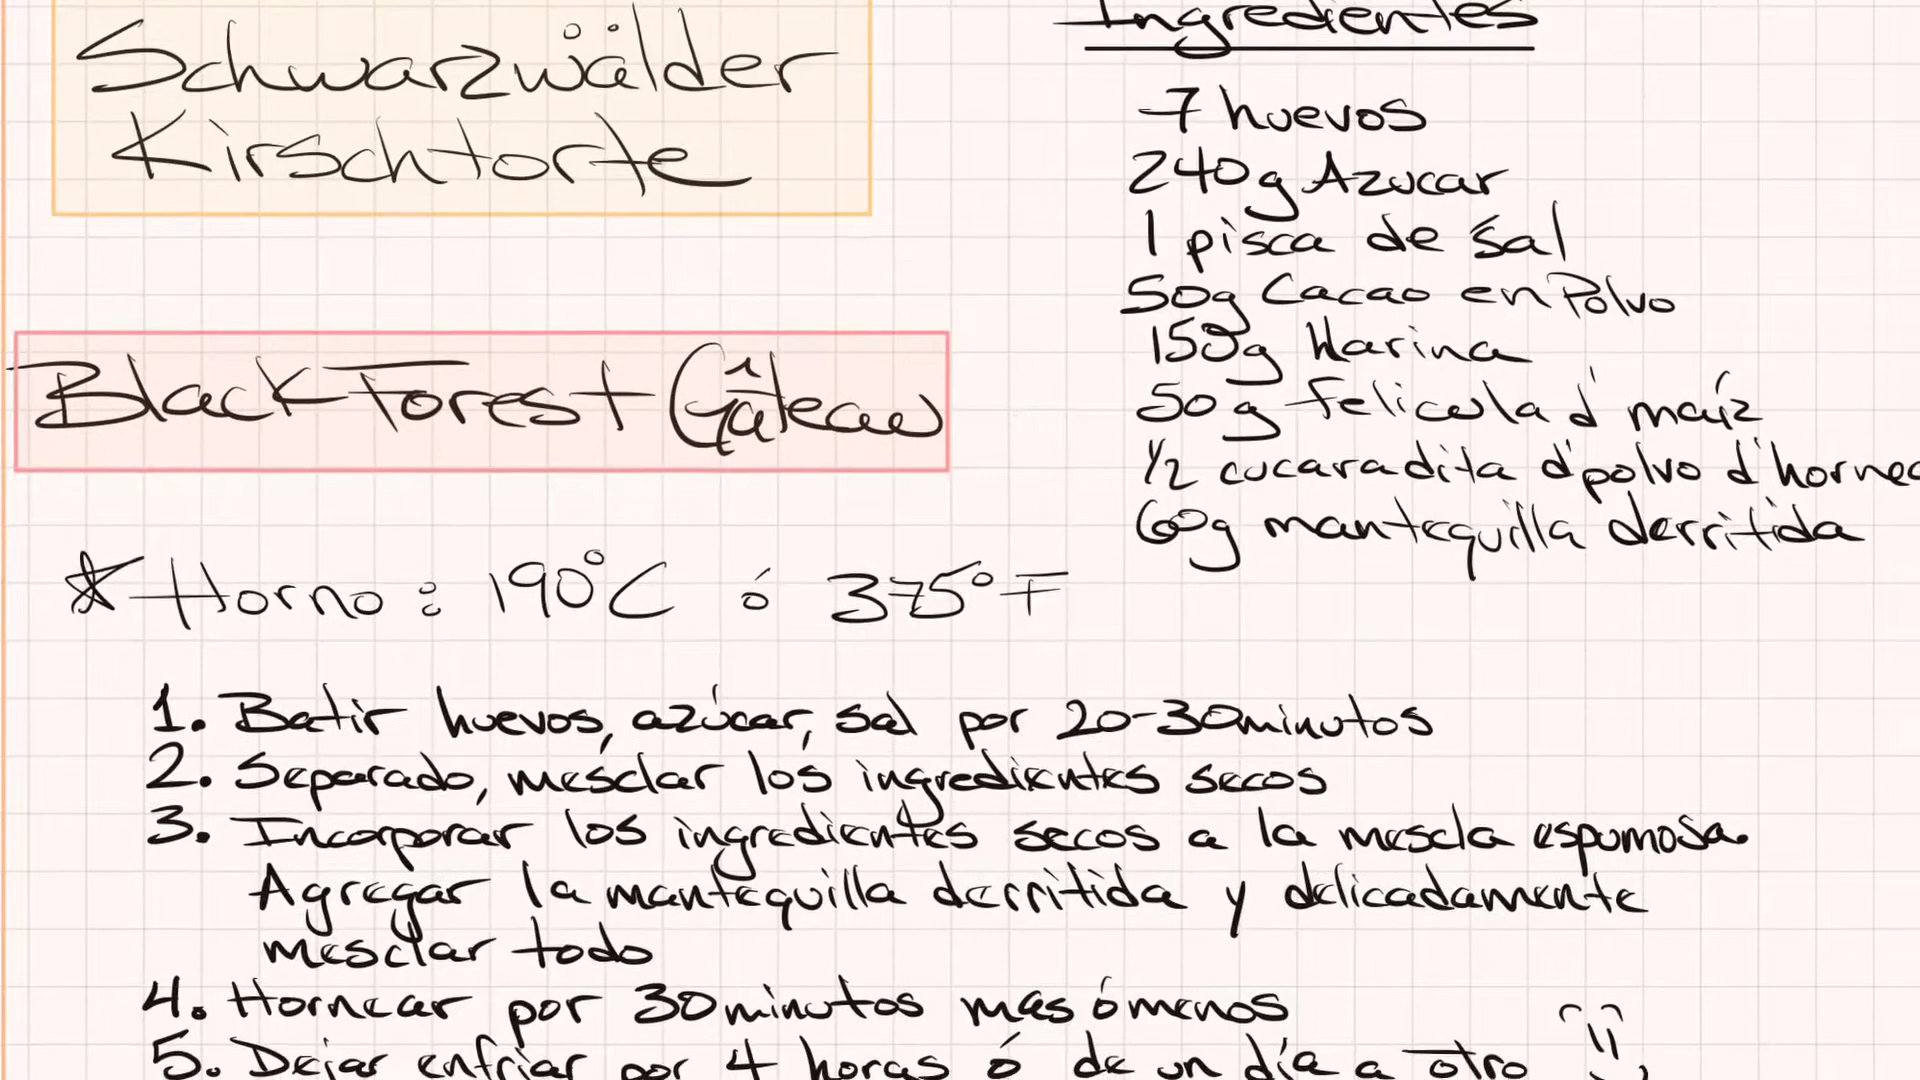 Schwarzwälder
Kirschtorte
Black Forest Gâteau
Ingredientes
7 huevos
240g Azucar
1 pisca de sal
50g Cacao en Polvo
150g Harina
50g felicula d' maíz
1/2 cucaradita d' polvo d' hornea
60g mantequilla derritida
* Horno: 190°C ó 375°F
1. Batir huevos, azúcar, sal por 20-30minutos
2. Separado, mesclar los ingredientes secos
3. Incorporar los ingredientes secos a la mescla espumosa.
Agregar la mantequilla derritida y delicadamente
mesclar todo
4. Hornear por 30minutos mas ó menos
5. Dejar enfriar por 4 horas ó de un día a otro